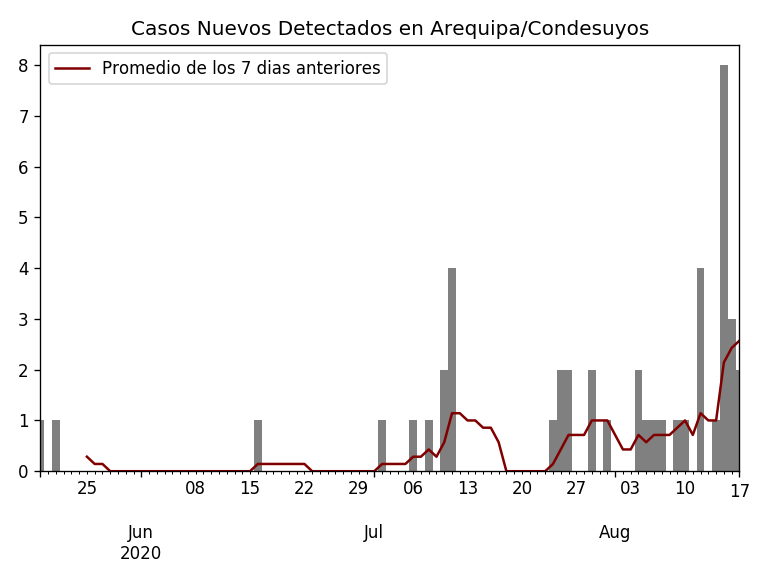 Casos Nuevos Detectados en Arequipa/Condesuyos
Promedio de los 7 dias anteriores
8
7
6
5
4
3
2
1
0
25 08 15 22 29 06 13 20 27 03 10 17
Jun Jul Aug
2020